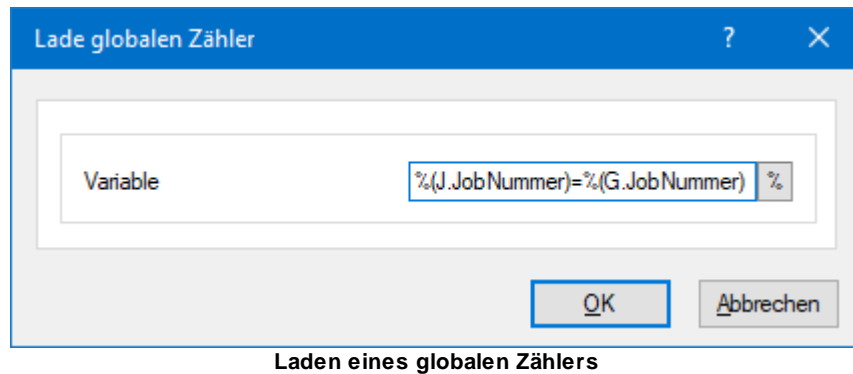 Lade globalen Zähler ?
Variable %(J.JobNummer)=%(G.JobNummer) %
OK Abbrechen
Laden eines globalen Zählers